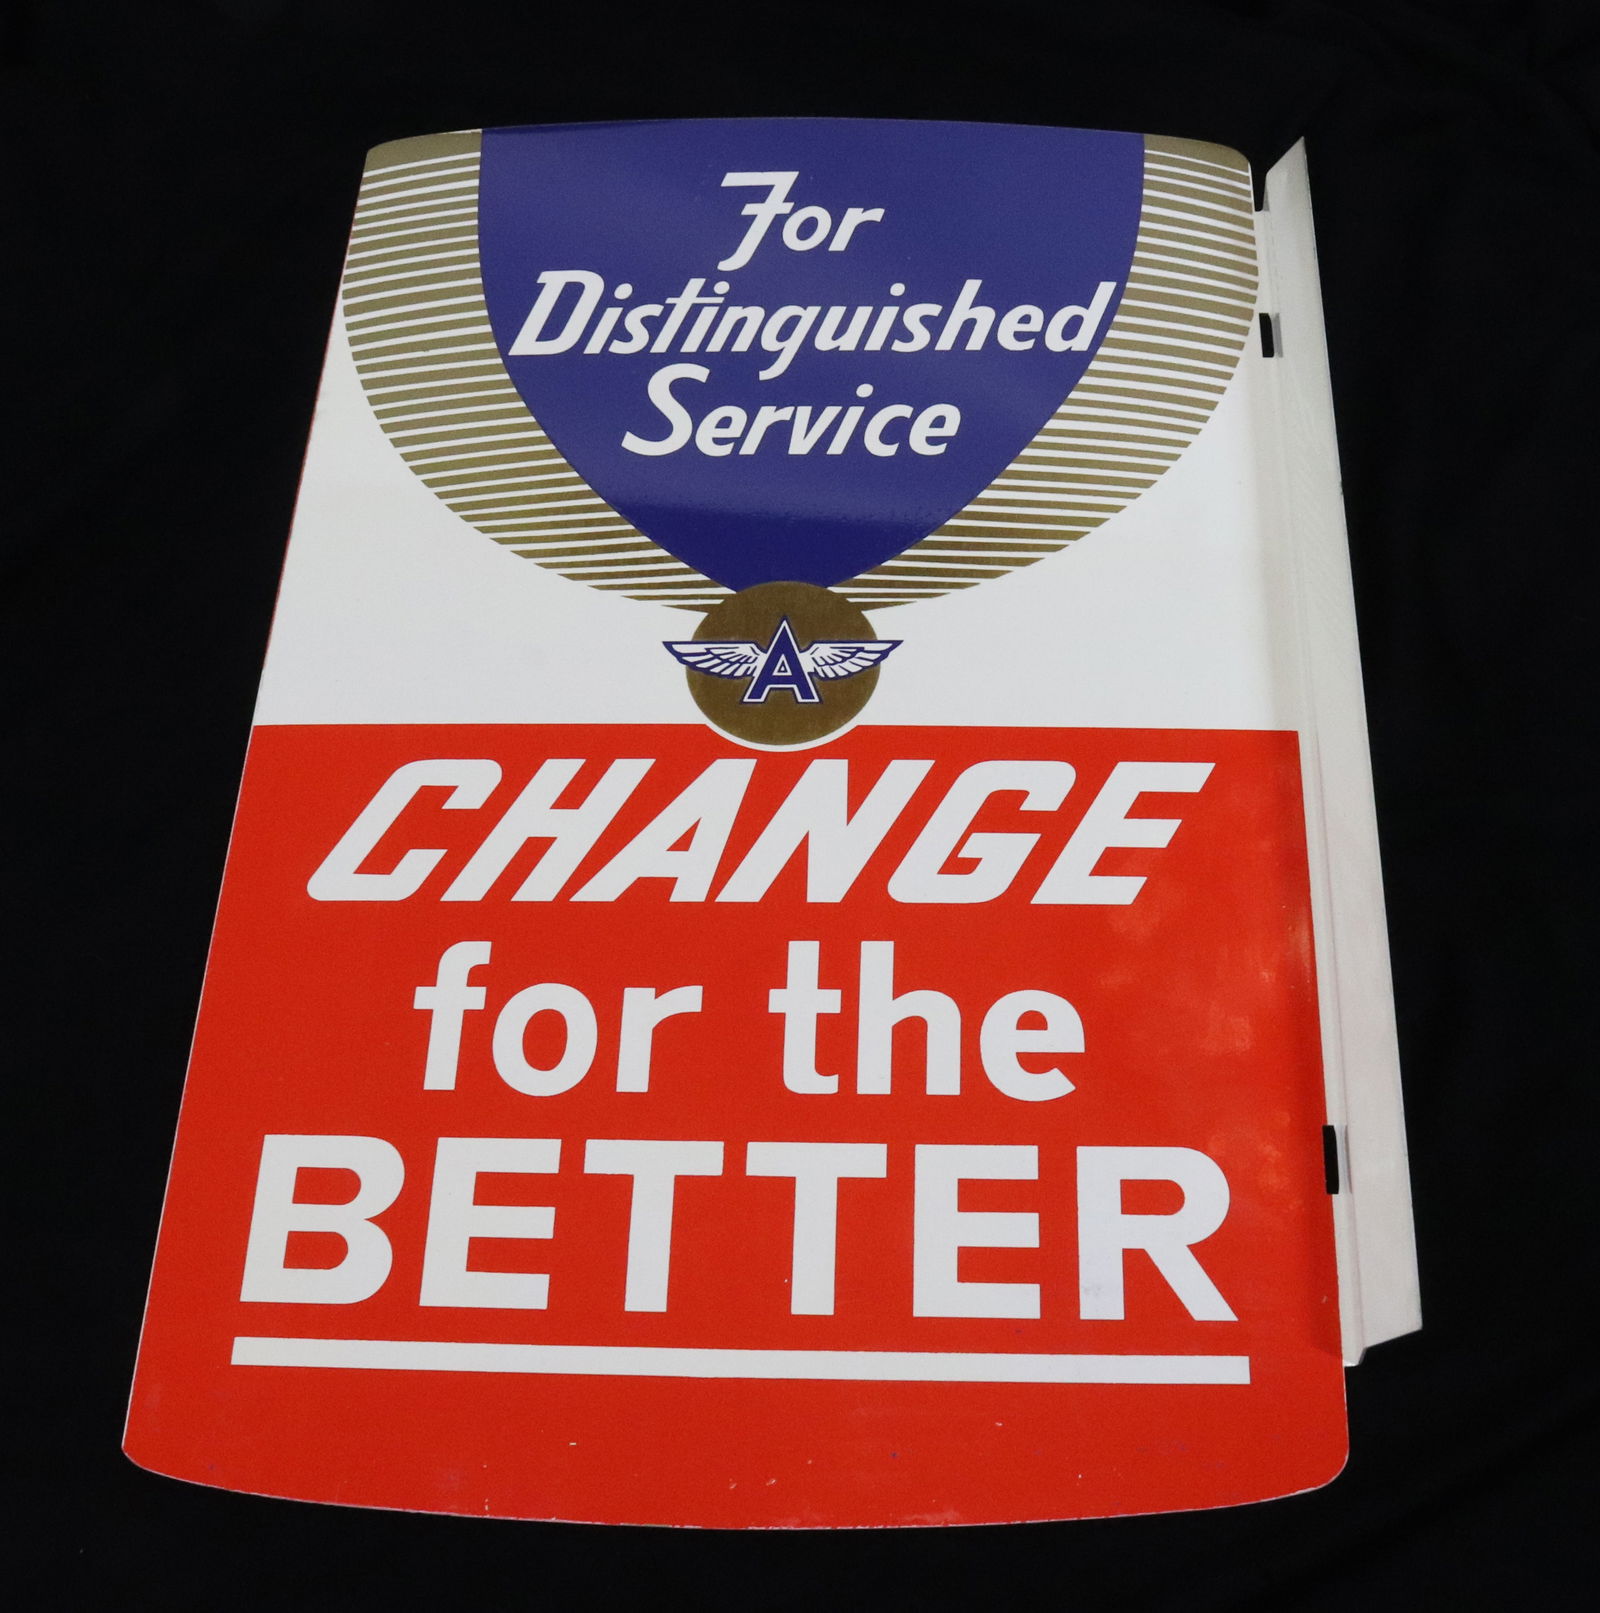 For
Distinguished
Service
A
CHANGE
for the
BETTER